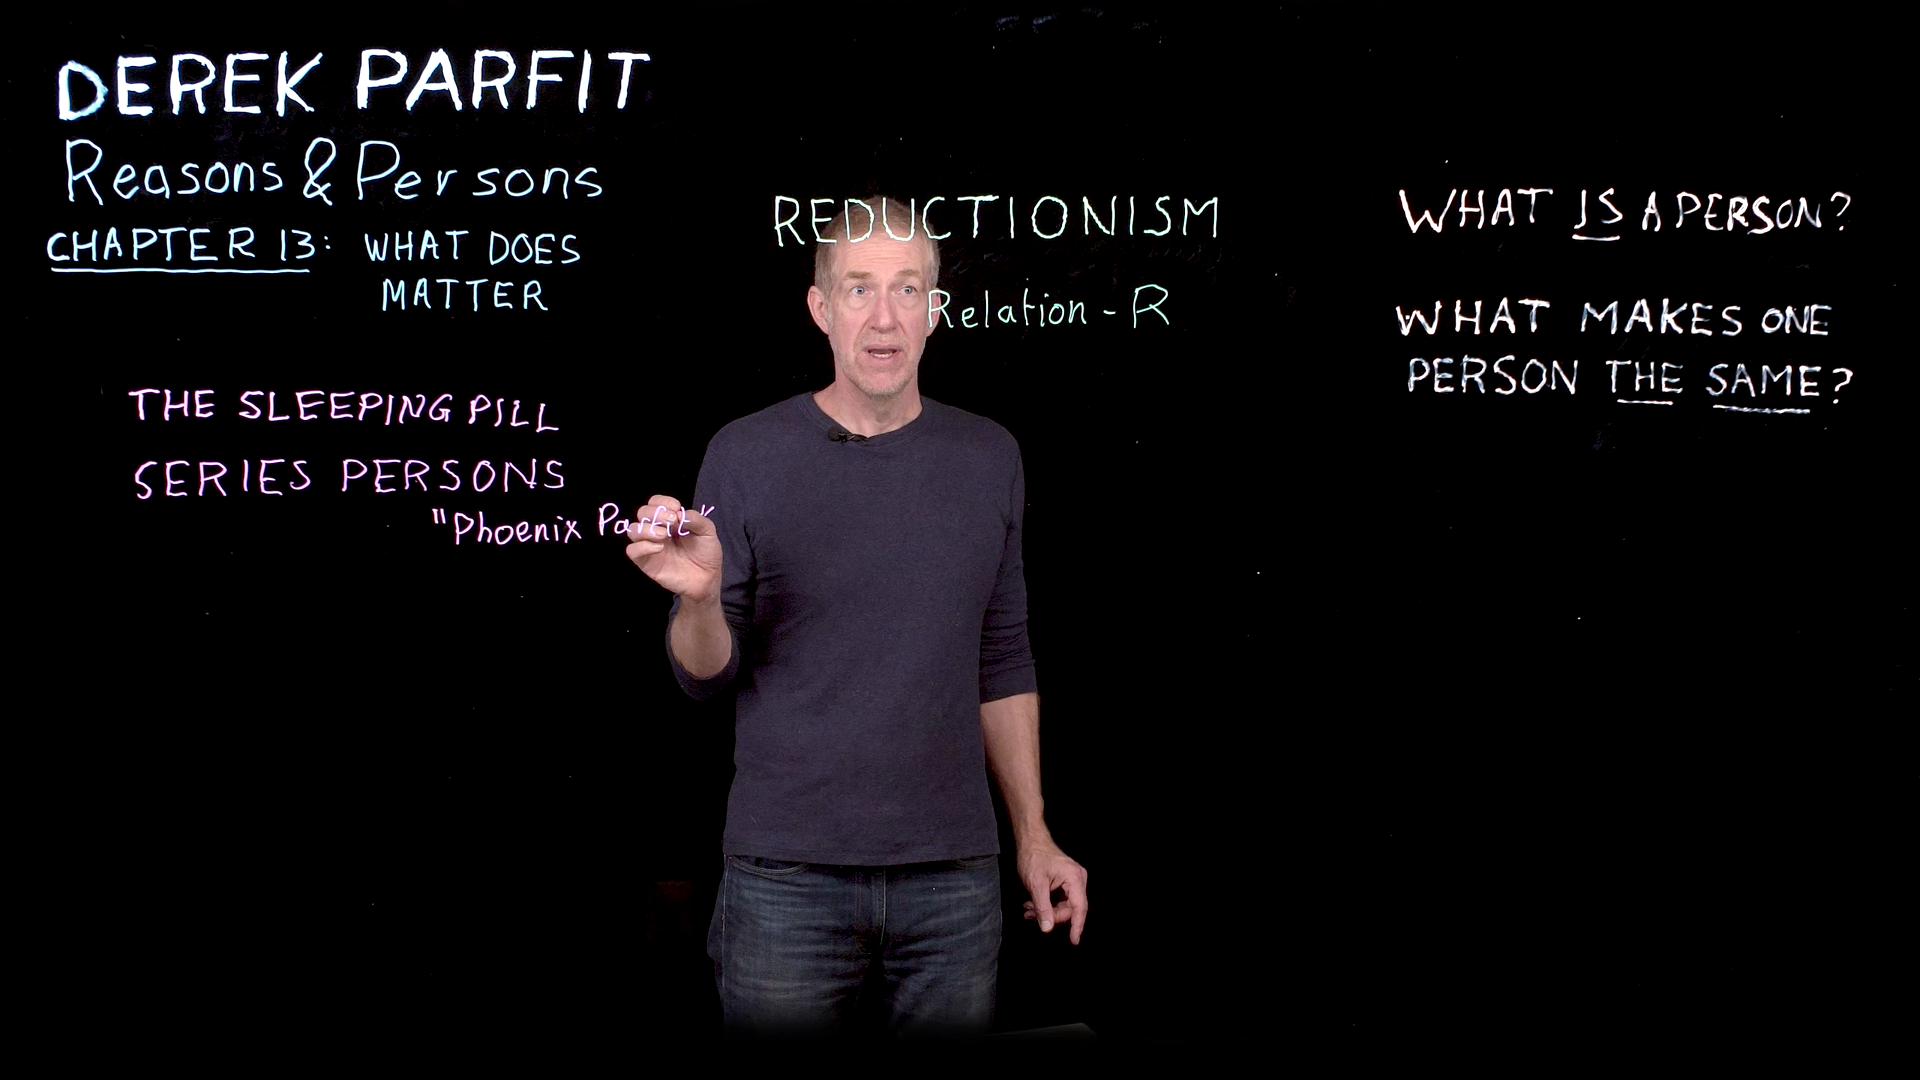 DEREK PARFIT
Reasons & Persons
CHAPTER 13: WHAT DOES
MATTER
THE SLEEPING PILL
SERIES PERSONS
"Phoenix Parfit"
REDUCTIONISM
Relation - R
WHAT IS A PERSON?
WHAT MAKES ONE
PERSON THE SAME?